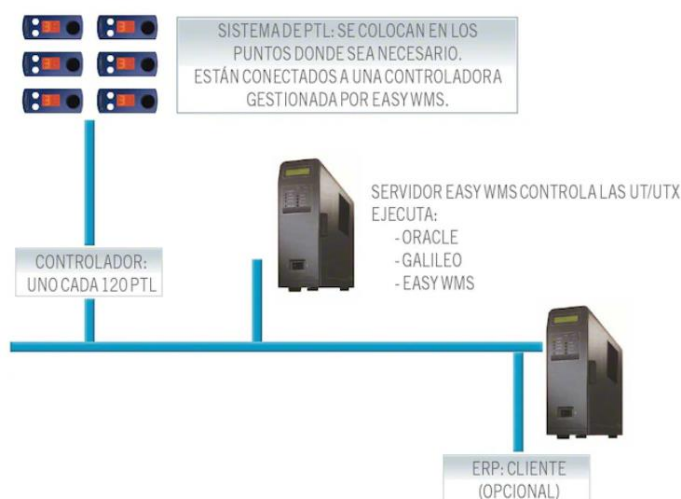 SISTEMA DE PTL: SE COLOCAN EN LOS
PUNTOS DONDE SEA NECESARIO.
ESTÁN CONECTADOS A UNA CONTROLADORA
GESTIONADA POR EASY WMS.
SERVIDOR EASY WMS CONTROLA LAS UT/UTX
EJECUTA:
- ORACLE
- GALILEO
- EASY WMS
CONTROLADOR:
UNO CADA 120 PTL
ERP: CLIENTE
(OPCIONAL)